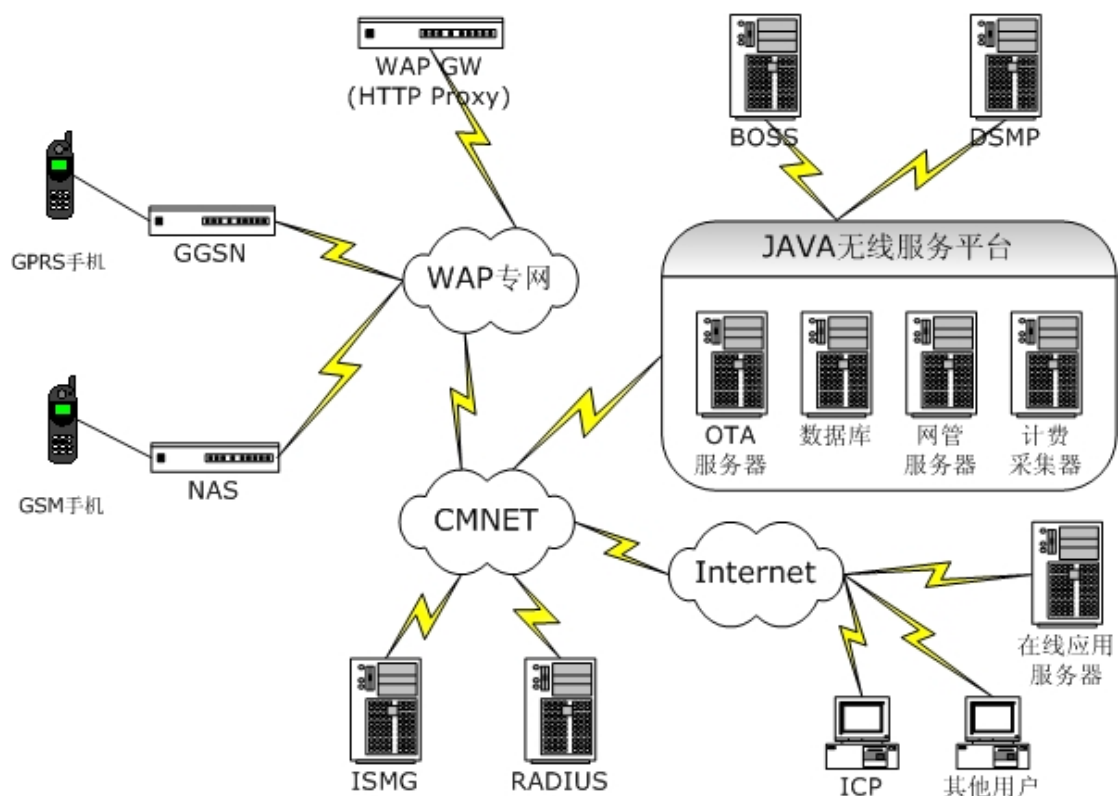 WAP GW
(HTTP Proxy)
BOSS
DSMP
GPRS手机
GGSN
WAP专网
JAVA无线服务平台
OTA
服务器
数据库
网管
服务器
计费
采集器
GSM手机
NAS
CMNET
Internet
在线应用
服务器
ISMG
RADIUS
ICP
其他用户